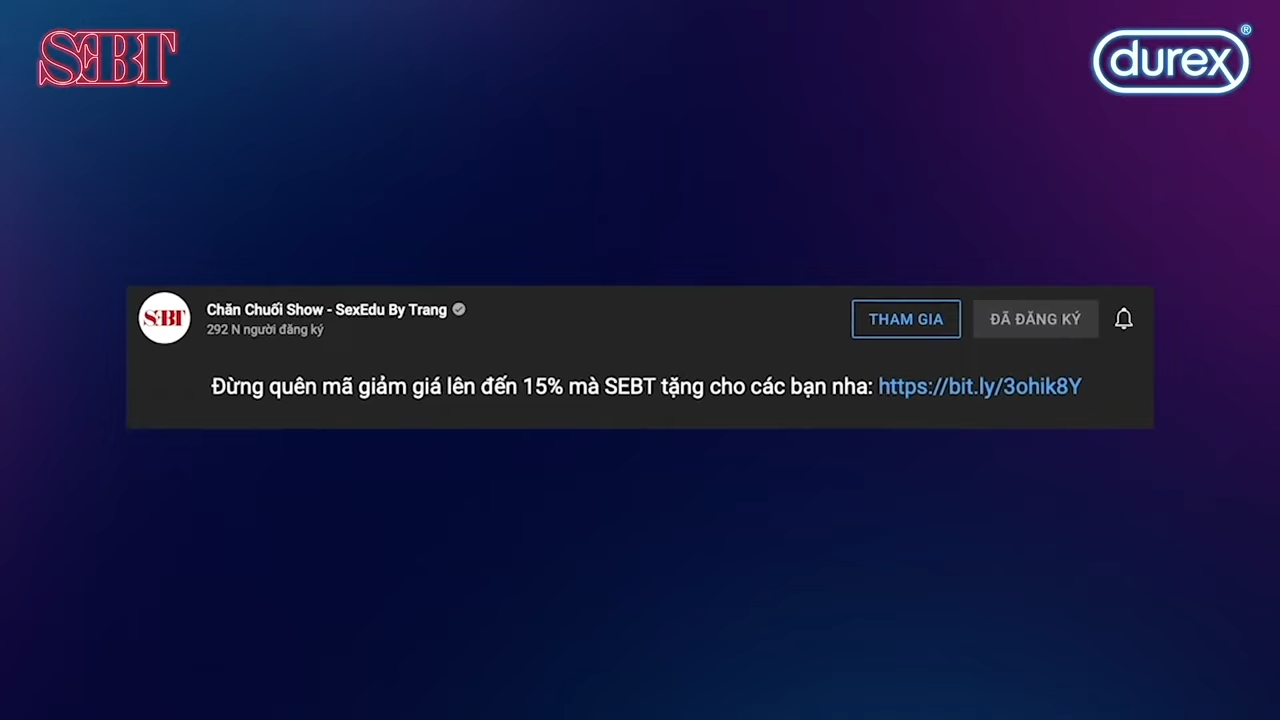 SEBT
durex®
SEBT
Chăn Chuối Show - SexEdu By Trang
292 N người đăng ký
THAM GIA
ĐÃ ĐĂNG KÝ
Đừng quên mã giảm giá lên đến 15% mà SEBT tặng cho các bạn nha: https://bit.ly/3ohik8Y